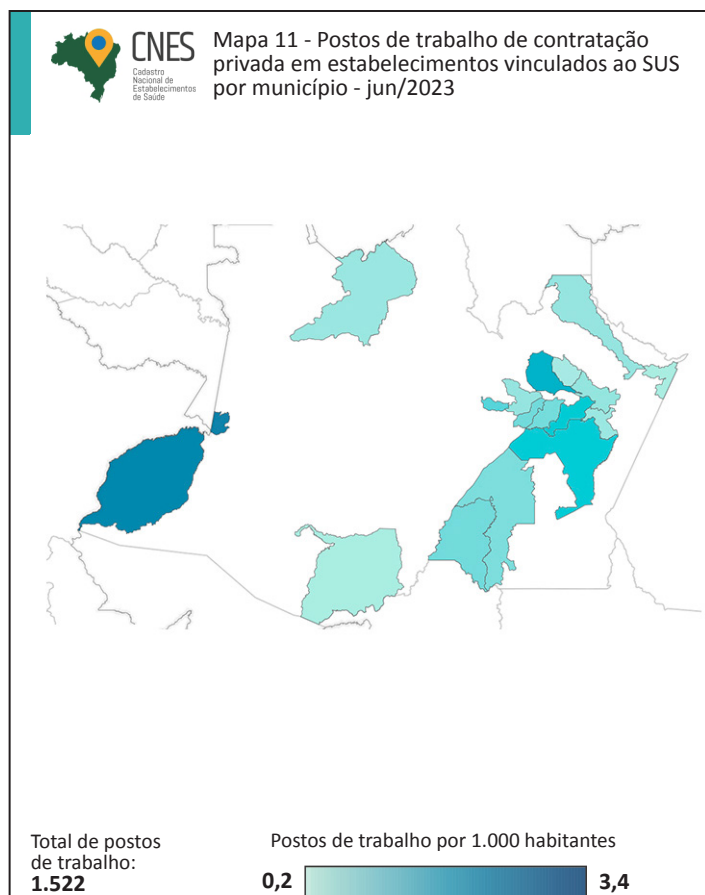 CNES
Cadastro
Nacional de
Estabelecimentos
de Saúde
Mapa 11 - Postos de trabalho de contratação
privada em estabelecimentos vinculados ao SUS
por município - jun/2023
Total de postos
de trabalho:
1.522
Postos de trabalho por 1.000 habitantes
0,2
3,4